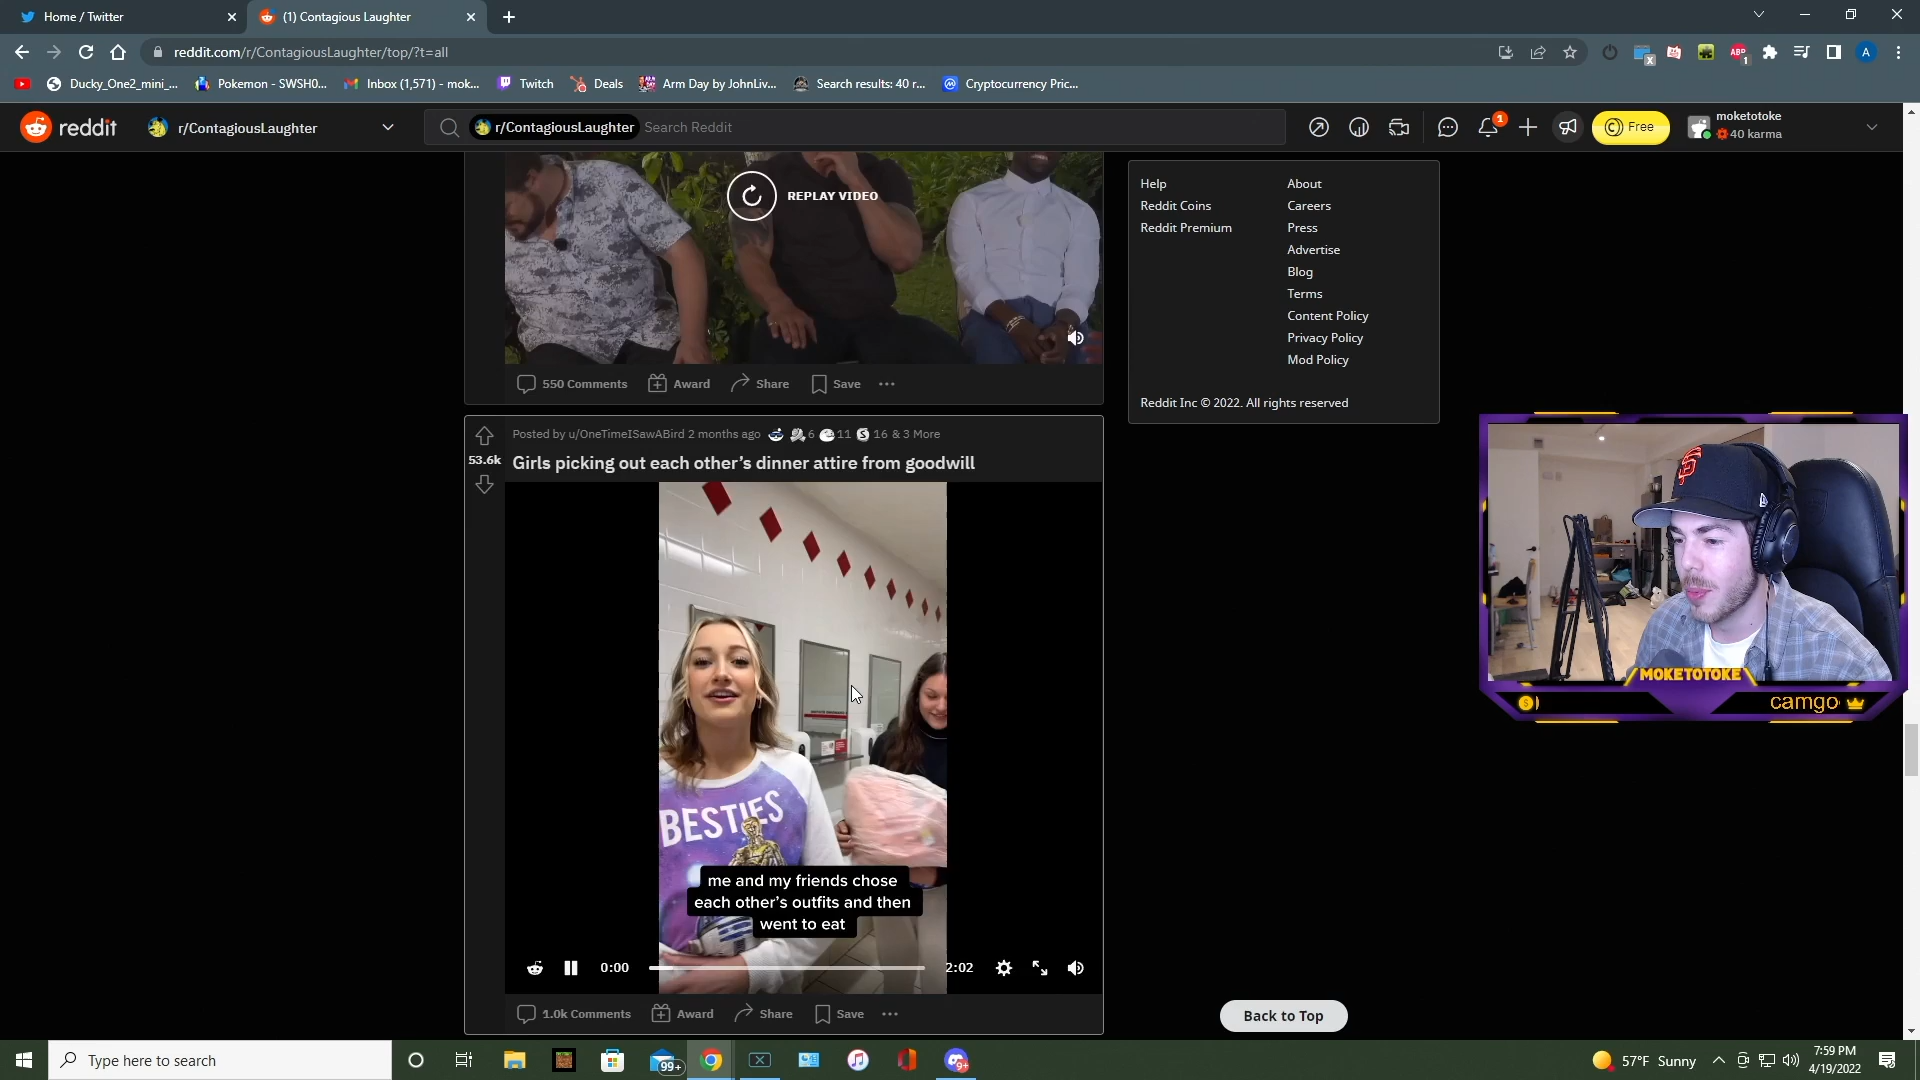 Home / Twitter
(1) Contagious Laughter
reddit.com/r/ContagiousLaughter/top/?t=all
Ducky_One2_mini_...
Pokemon - SWSH0...
Inbox (1,571) - mok...
Twitch
Deals
Arm Day by JohnLiv...
Search results: 40 r...
Cryptocurrency Pric...
reddit
r/ContagiousLaughter
r/ContagiousLaughter
Search Reddit
1
Free
moketotoke
40 karma
REPLAY VIDEO
550 Comments
Award
Share
Save
Help
Reddit Coins
Reddit Premium
About
Careers
Press
Advertise
Blog
Terms
Content Policy
Privacy Policy
Mod Policy
Reddit Inc © 2022. All rights reserved
53.6k
Posted by u/OneTimeISawABird 2 months ago 6 11 16 & 3 More
Girls picking out each other’s dinner attire from goodwill
BESTIES
me and my friends chose
each other’s outfits and then
went to eat
0:00
2:02
1.0k Comments
Award
Share
Save
Back to Top
MOKETOTOKE
camgo
Type here to search
99+
9+
57°F Sunny
7:59 PM
4/19/2022